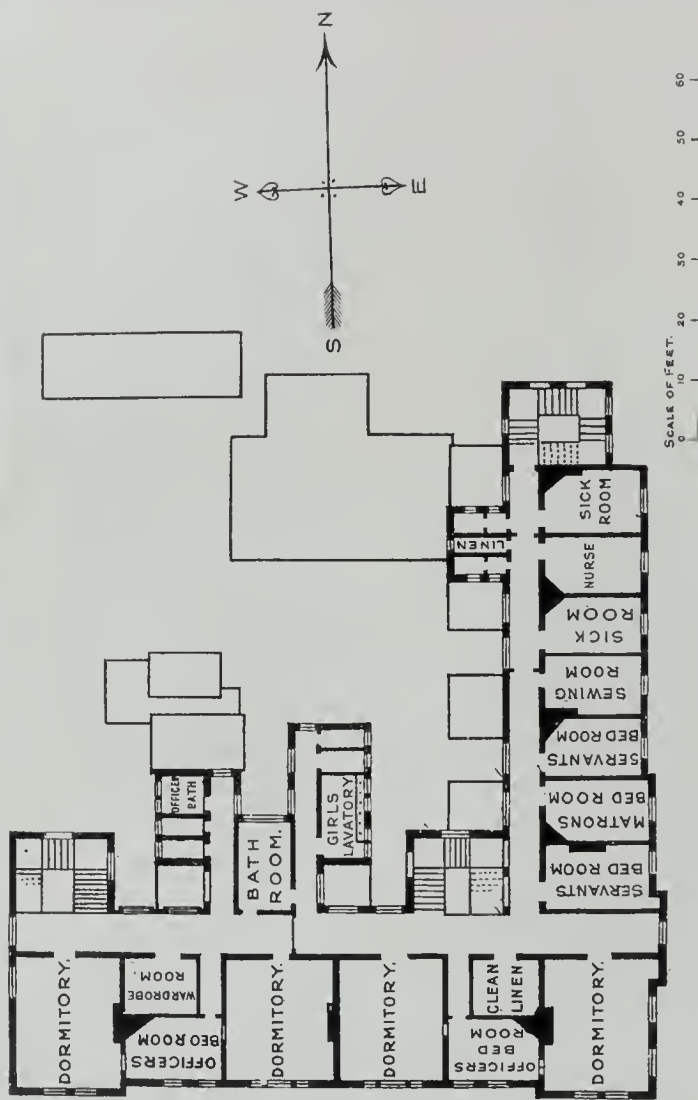 N
W
E
S
SCALE OF FEET.
0 10 20 30 40 50 60
OFFICER
BATH
BATH
ROOM.
GIRLS
LAVATORY
LINEN
SICK
ROOM
NURSE
SICK
ROOM
SEWING
ROOM
SERVANTS
BED ROOM
MATRONS
BED ROOM
SERVANTS
BED ROOM
DORMITORY.
WARDROBE
ROOM.
OFFICERS
BED ROOM
DORMITORY.
DORMITORY.
CLEAN
LINEN
OFFICERS
BED
ROOM
DORMITORY.